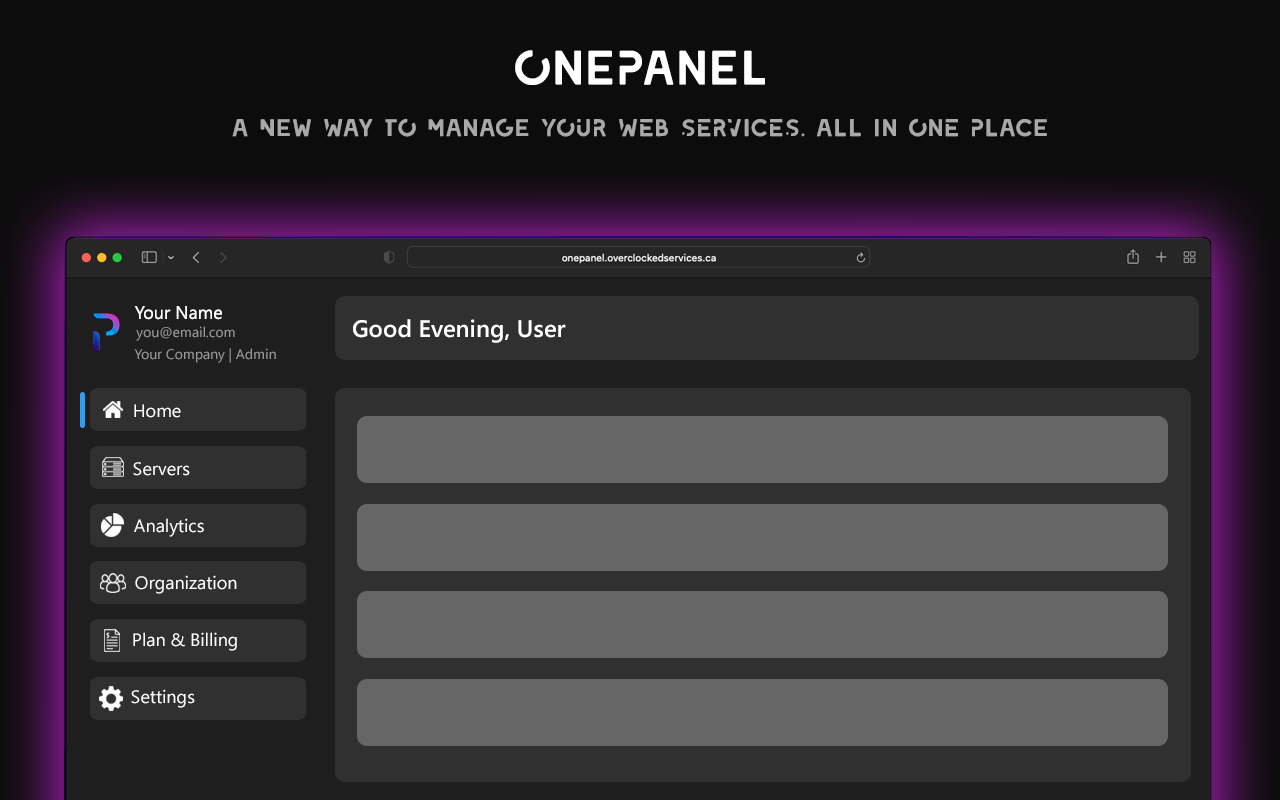 ONEPANEL
A NEW WAY TO MANAGE YOUR WEB SERVICES. ALL IN ONE PLACE
onepanel.overclockedservices.ca
Your Name
you@email.com
Your Company | Admin
Good Evening, User
Home
Servers
Analytics
Organization
Plan & Billing
Settings